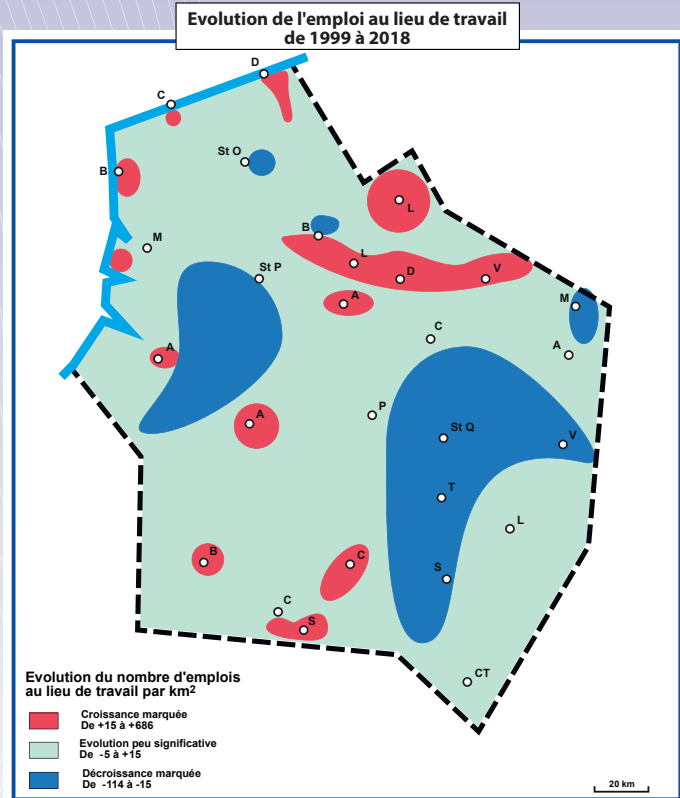 Evolution de l'emploi au lieu de travail
de 1999 à 2018
D
C
St O
B
L
B
M
L
St P
D
V
A
M
C
A
A
P
A
St Q
V
T
L
B
C
S
C
S
CT
Evolution du nombre d'emplois
au lieu de travail par km²
Croissance marquée
De +15 à +686
Evolution peu significative
De -5 à +15
Décroissance marquée
De -114 à -15
20 km